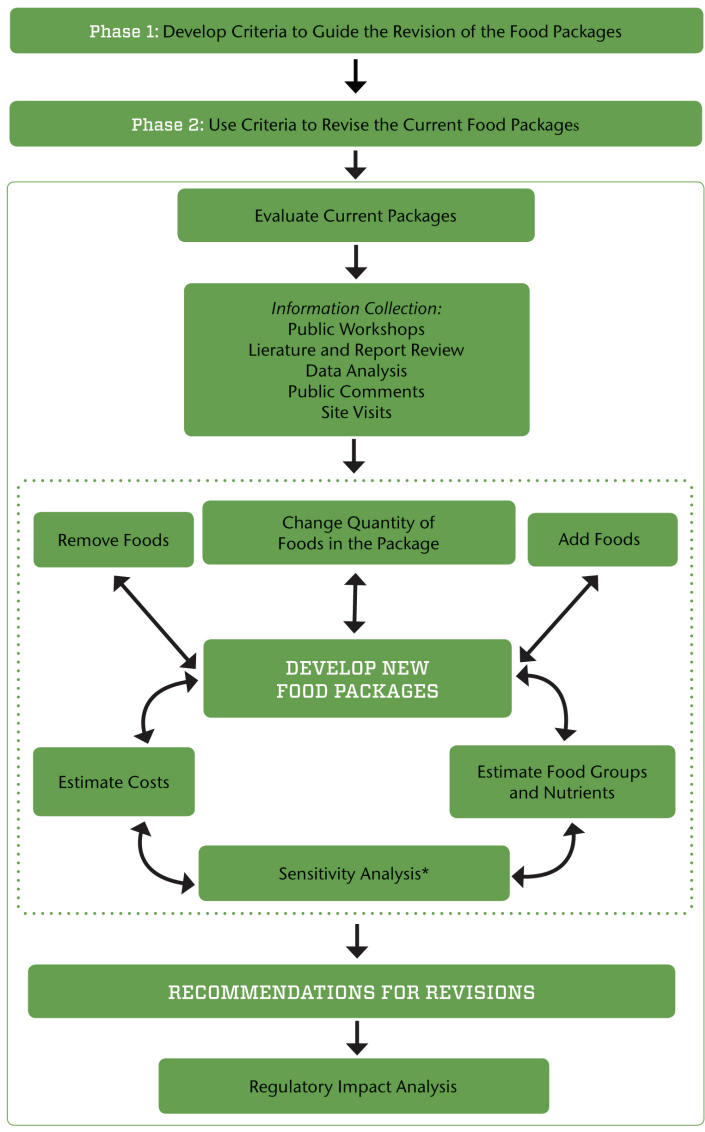 Phase 1: Develop Criteria to Guide the Revision of the Food Packages
Phase 2: Use Criteria to Revise the Current Food Packages
Evaluate Current Packages
Information Collection:
Public Workshops
Lierature and Report Review
Data Analysis
Public Comments
Site Visits
Remove Foods
Change Quantity of
Foods in the Package
Add Foods
DEVELOP NEW
FOOD PACKAGES
Estimate Costs
Estimate Food Groups
and Nutrients
Sensitivity Analysis*
RECOMMENDATIONS FOR REVISIONS
Regulatory Impact Analysis